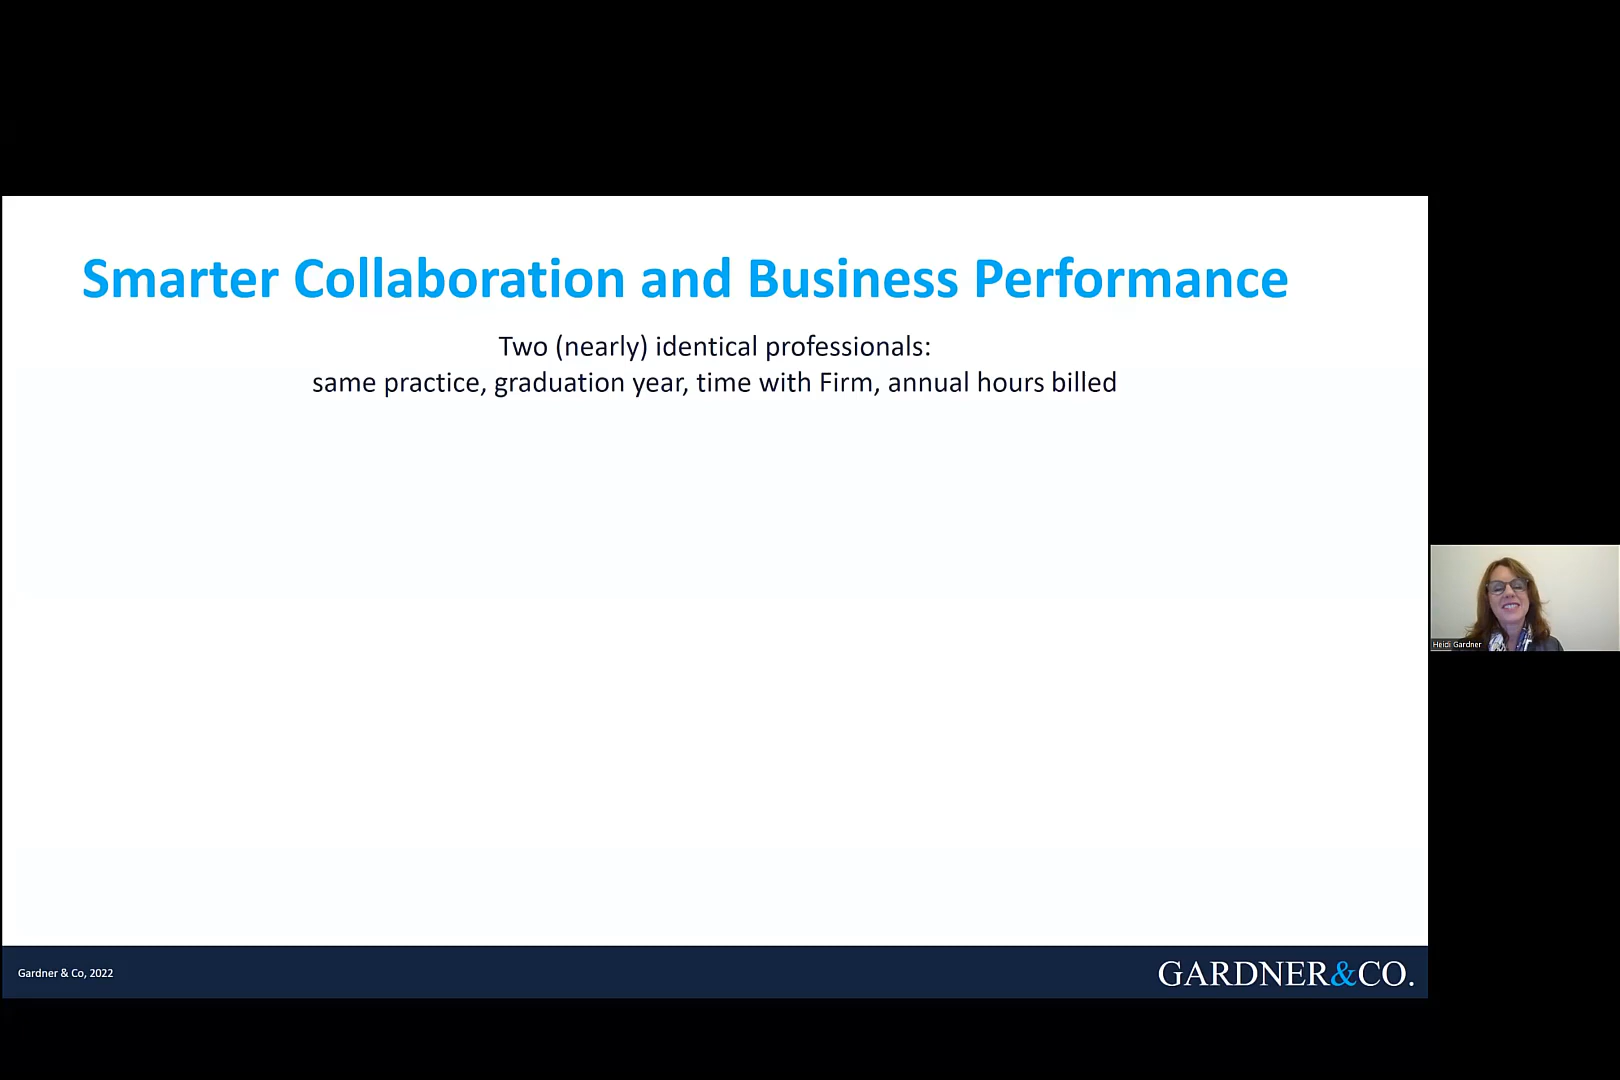 Smarter Collaboration and Business Performance
Two (nearly) identical professionals:
same practice, graduation year, time with Firm, annual hours billed
Heidi Gardner
Gardner & Co, 2022
GARDNER&CO.